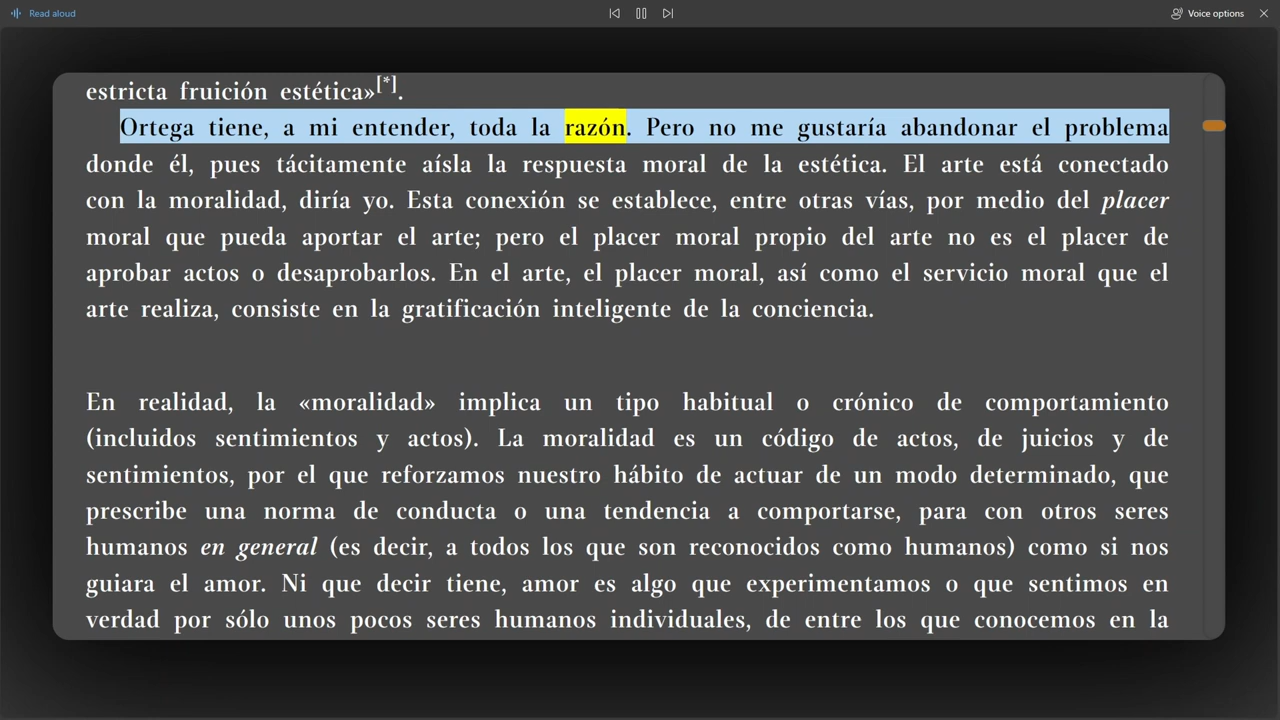 Read aloud
Voice options
estricta fruición estética»[*].
Ortega tiene, a mi entender, toda la razón. Pero no me gustaría abandonar el problema
donde él, pues tácitamente aísla la respuesta moral de la estética. El arte está conectado
con la moralidad, diría yo. Esta conexión se establece, entre otras vías, por medio del placer
moral que pueda aportar el arte; pero el placer moral propio del arte no es el placer de
aprobar actos o desaprobarlos. En el arte, el placer moral, así como el servicio moral que el
arte realiza, consiste en la gratificación inteligente de la conciencia.
En realidad, la «moralidad» implica un tipo habitual o crónico de comportamiento
(incluidos sentimientos y actos). La moralidad es un código de actos, de juicios y de
sentimientos, por el que reforzamos nuestro hábito de actuar de un modo determinado, que
prescribe una norma de conducta o una tendencia a comportarse, para con otros seres
humanos en general (es decir, a todos los que son reconocidos como humanos) como si nos
guiara el amor. Ni que decir tiene, amor es algo que experimentamos o que sentimos en
verdad por sólo unos pocos seres humanos individuales, de entre los que conocemos en la